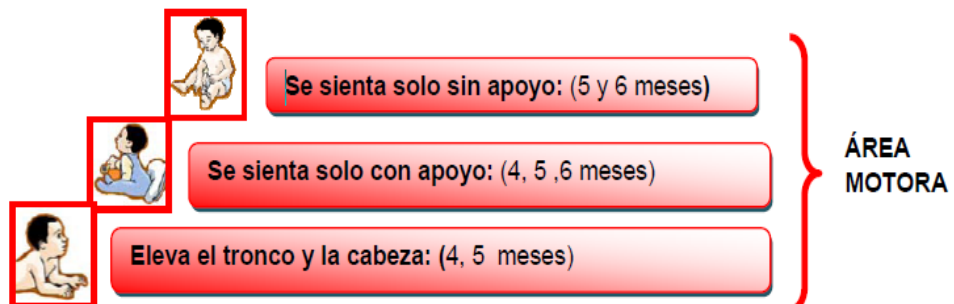 Se sienta solo sin apoyo: (5 y 6 meses)
Se sienta solo con apoyo: (4, 5 ,6 meses)
Eleva el tronco y la cabeza: (4, 5 meses)
ÁREA
MOTORA